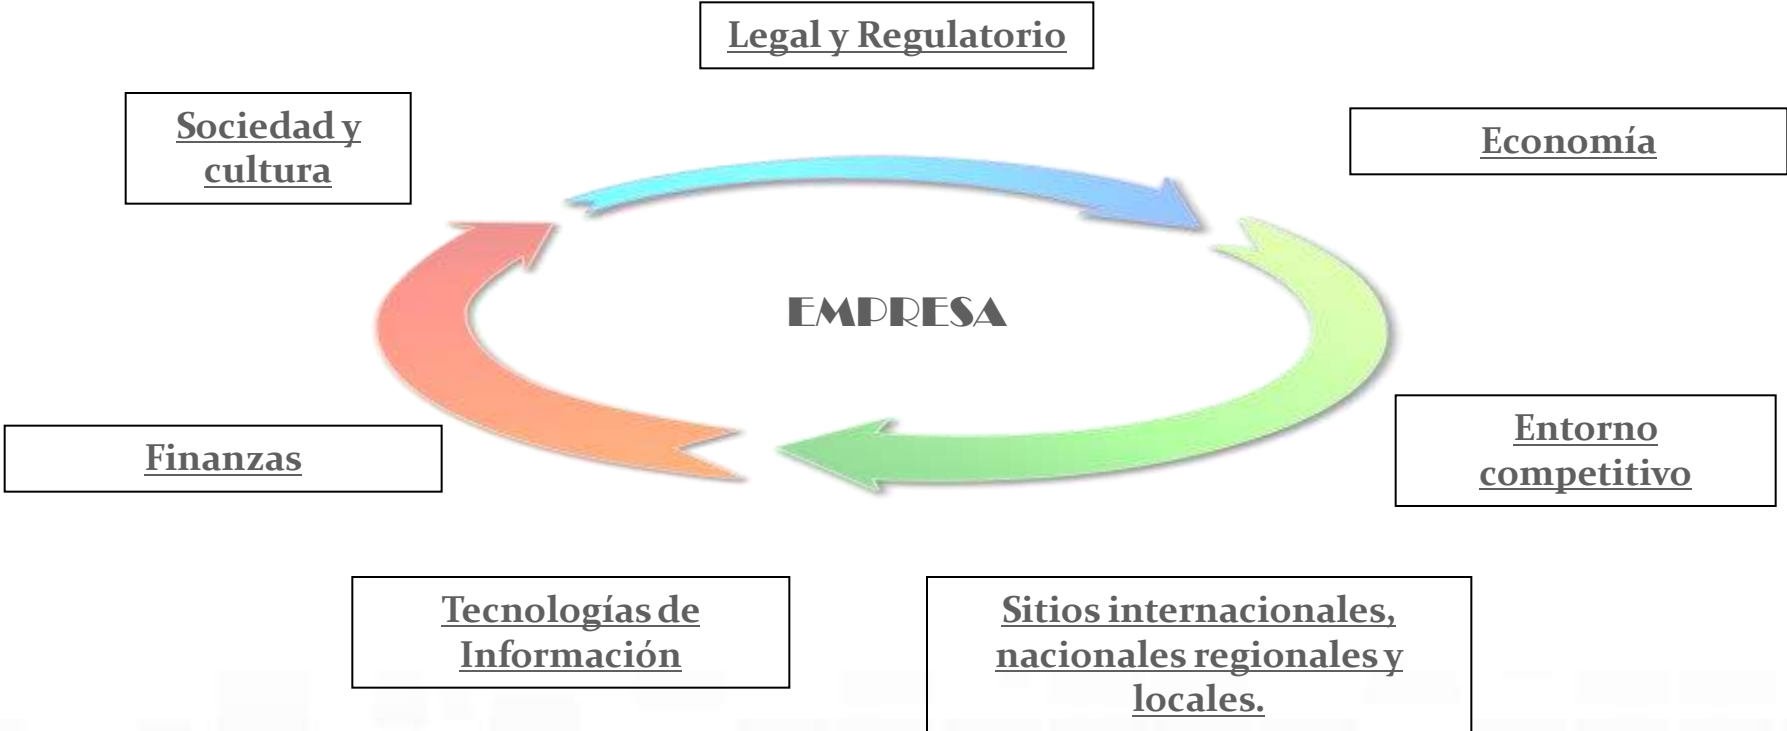 Legal y Regulatorio
Sociedad y
cultura
Economía
EMPRESA
Entorno
competitivo
Finanzas
Tecnologías de
Información
Sitios internacionales,
nacionales regionales y
locales.